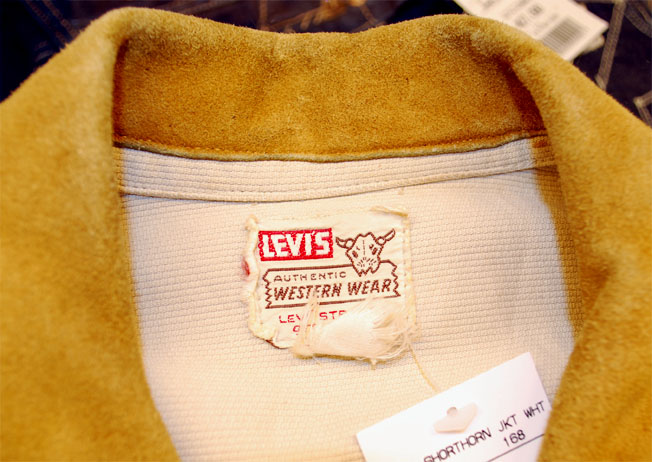 LEVI'S
AUTHENTIC
WESTERN WEAR
SHORTHORN JKT WHT
168